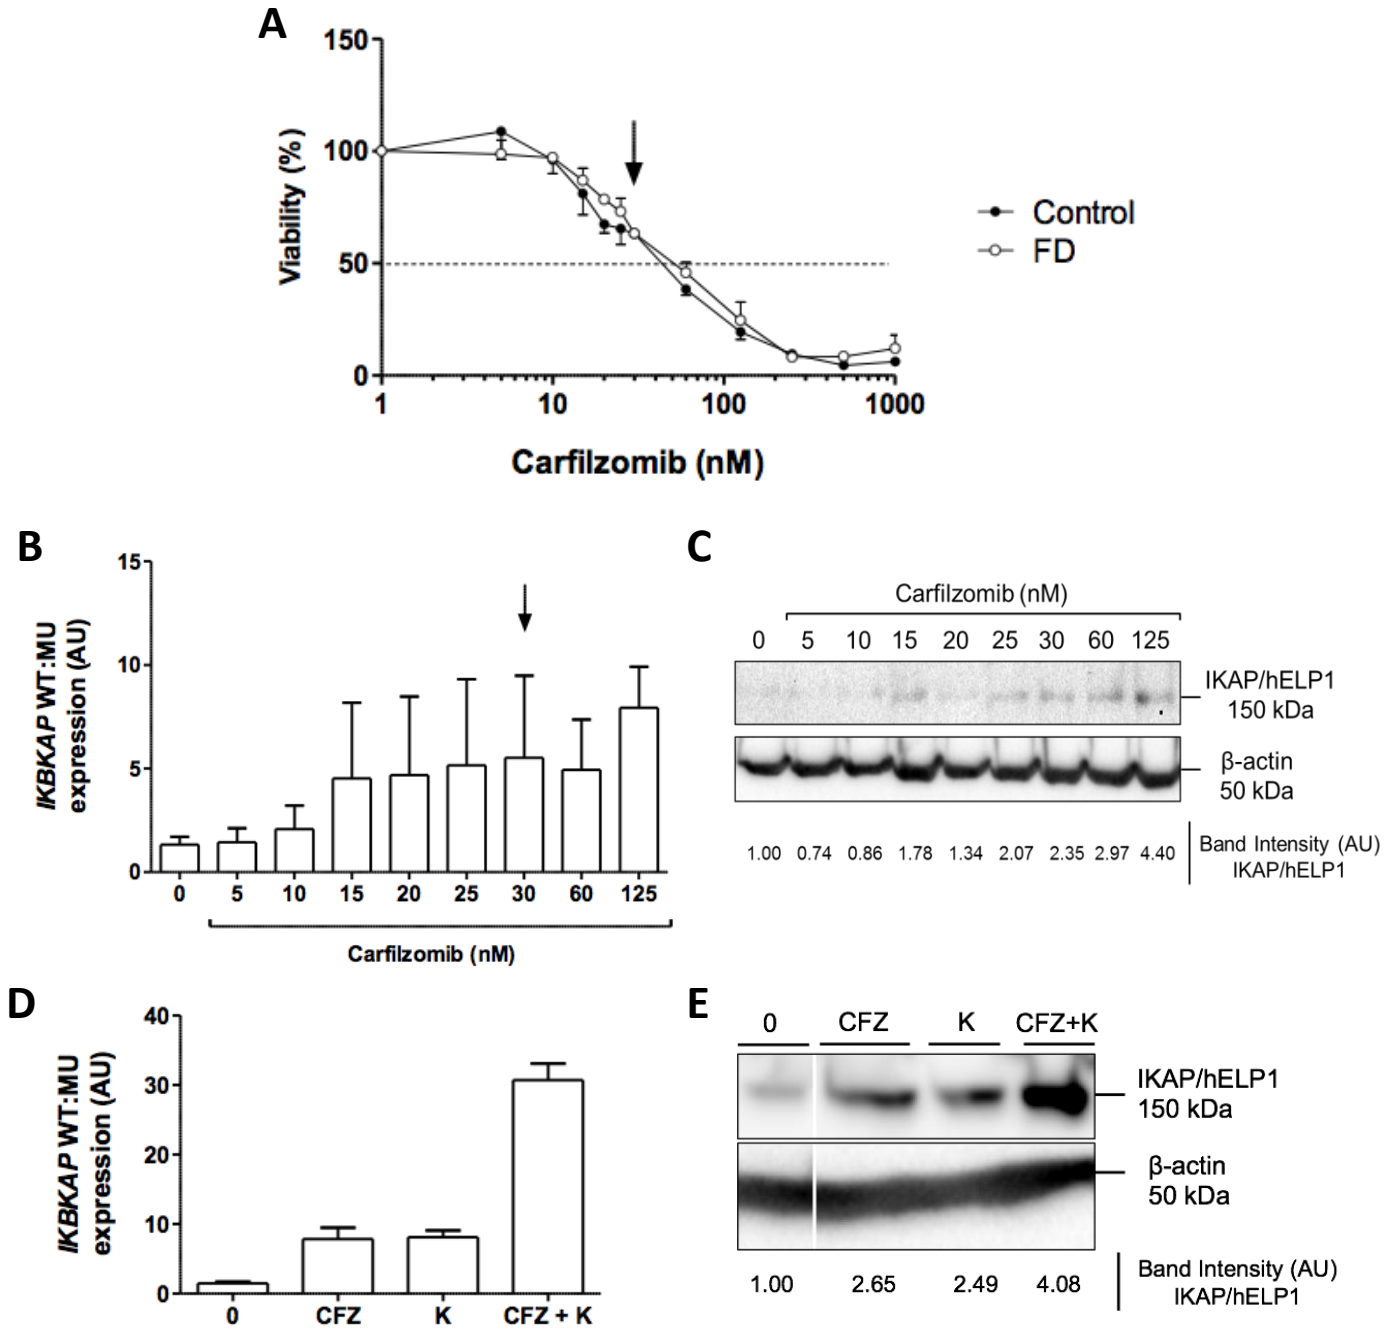 A
150
100
50
0
Viability (%)
1 10 100 1000
Carfilzomib (nM)
Control
FD
B
15
10
5
0
IKBKAP WT:MU
expression (AU)
0 5 10 15 20 25 30 60 125
Carfilzomib (nM)
C
Carfilzomib (nM)
0 5 10 15 20 25 30 60 125
IKAP/hELP1
150 kDa
β-actin
50 kDa
1.00 0.74 0.86 1.78 1.34 2.07 2.35 2.97 4.40
Band Intensity (AU)
IKAP/hELP1
D
40
30
20
10
0
IKBKAP WT:MU
expression (AU)
0 CFZ K CFZ + K
E
0 CFZ K CFZ+K
IKAP/hELP1
150 kDa
β-actin
50 kDa
1.00 2.65 2.49 4.08
Band Intensity (AU)
IKAP/hELP1